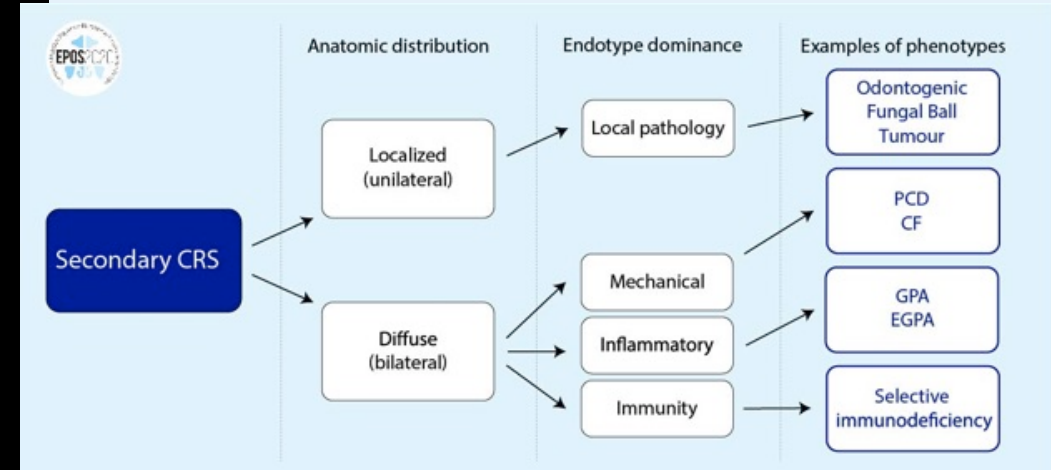 EPOS2020
Anatomic distribution
Endotype dominance
Examples of phenotypes
Secondary CRS
Localized
(unilateral)
Diffuse
(bilateral)
Local pathology
Mechanical
Inflammatory
Immunity
Odontogenic
Fungal Ball
Tumour
PCD
CF
GPA
EGPA
Selective
immunodeficiency